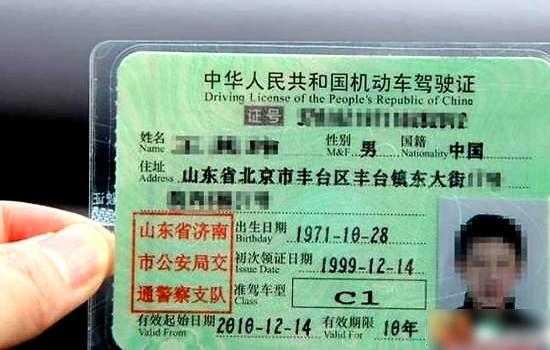 中华人民共和国机动车驾驶证
Driving License of the People's Republic of China
证号
姓名 性别 男 国籍 中国
Name M&F Nationality
住址 山东省北京市丰台区丰台镇东大街
Address
山东省济南
市公安局交
通警察支队
出生日期 1971-10-28
Birthday
初次领证日期 1999-12-14
Issue Date
准驾车型 C1
Class
有效起始日期 2010-12-14 有效期限 10年
Valid From Valid For